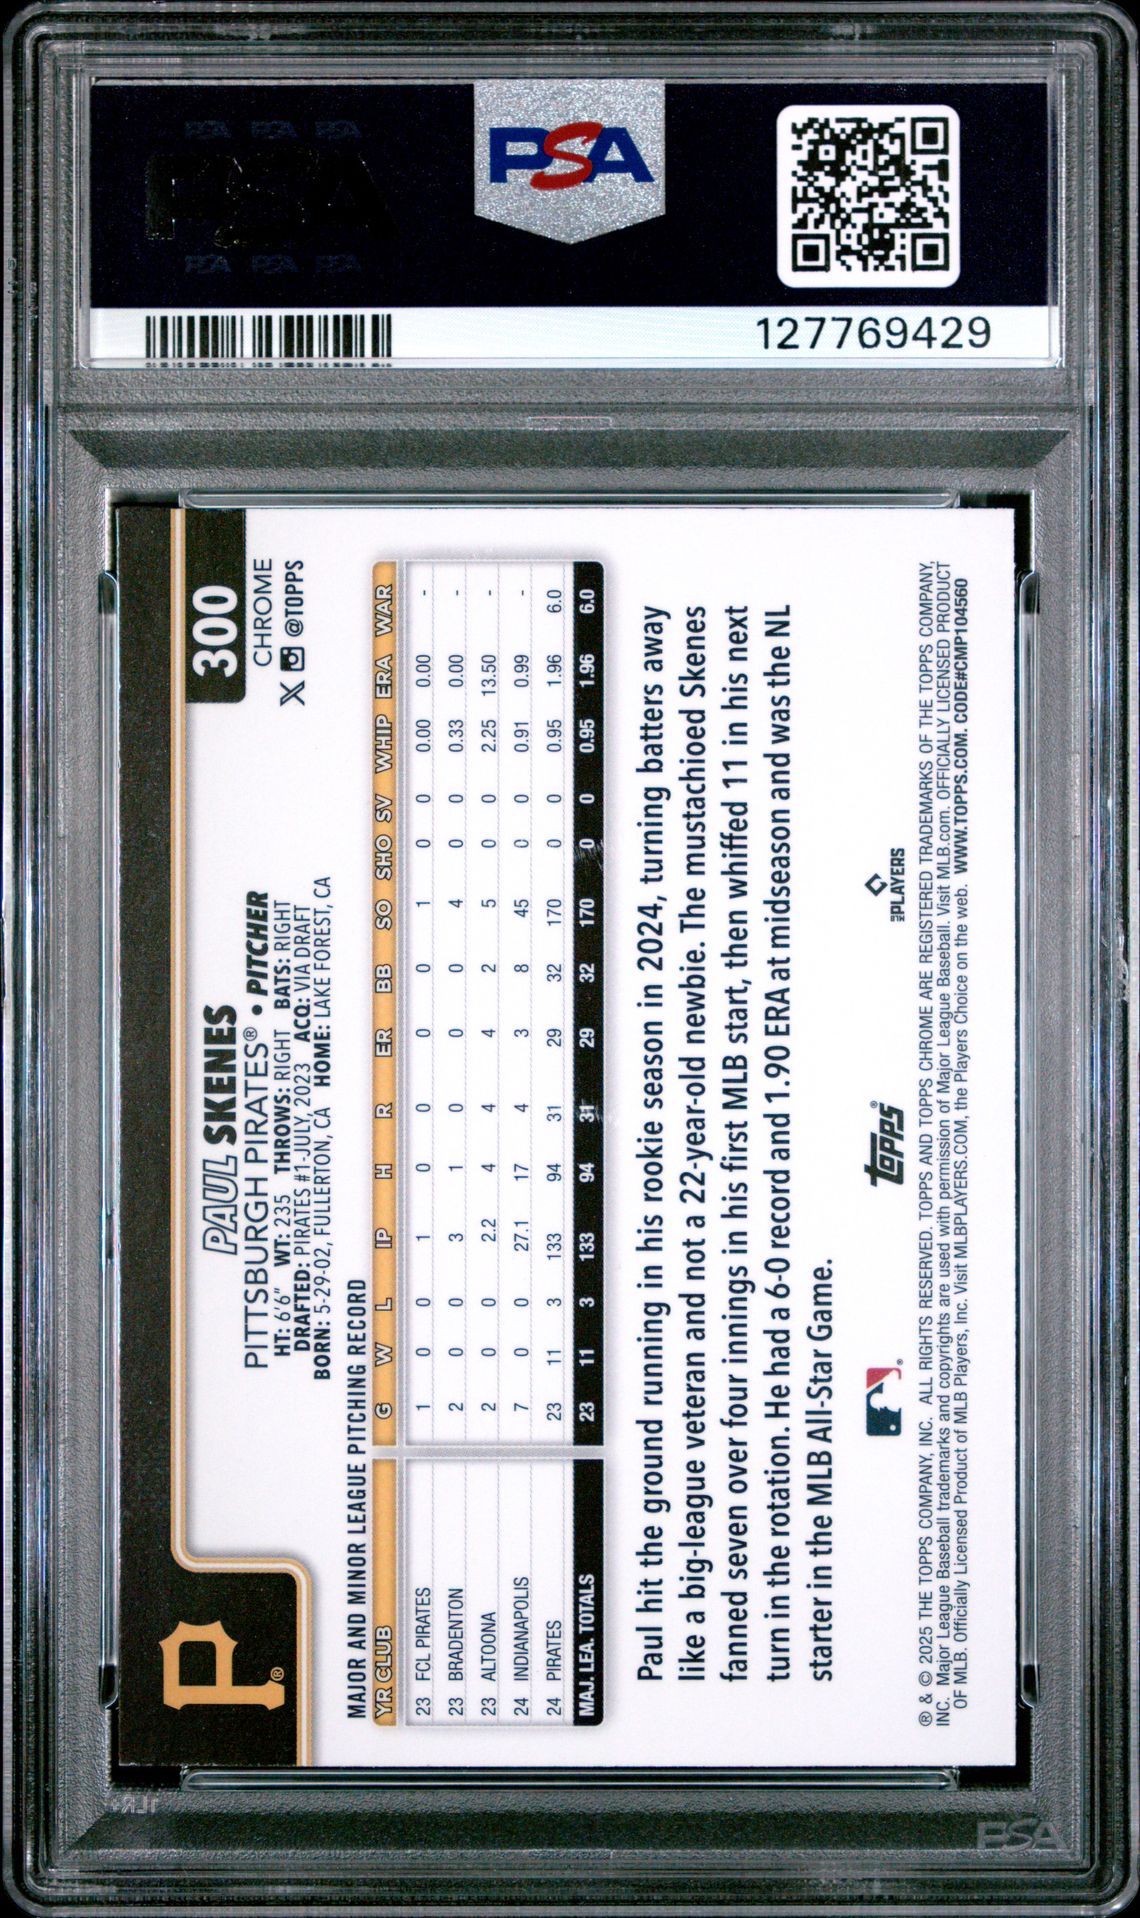 PSA PSA PSA
PSA
PSA PSA PSA
PSA
127769429
P®
300
CHROME
X @TOPPS
PAUL SKENES
PITTSBURGH PIRATES® • PITCHER
HT: 6'6" WT: 235 THROWS: RIGHT BATS: RIGHT
DRAFTED: PIRATES #1-JULY, 2023 ACQ: VIA DRAFT
BORN: 5-29-02, FULLERTON, CA HOME: LAKE FOREST, CA
MAJOR AND MINOR LEAGUE PITCHING RECORD
YR CLUB G W L IP H R ER BB SO SHO SV WHIP ERA WAR
23 FCL PIRATES 1 0 0 1 0 0 0 0 1 0 0 0.00 0.00 -
23 BRADENTON 2 0 0 3 1 0 0 0 4 0 0 0.33 0.00 -
23 ALTOONA 2 0 0 2.2 4 4 4 2 5 0 0 2.25 13.50 -
24 INDIANAPOLIS 7 0 0 27.1 17 4 3 8 45 0 0 0.91 0.99 -
24 PIRATES 23 11 3 133 94 31 29 32 170 0 0 0.95 1.96 6.0
MAJ. LEA. TOTALS 23 11 3 133 94 31 29 32 170 0 0 0.95 1.96 6.0
Paul hit the ground running in his rookie season in 2024, turning batters away
like a big-league veteran and not a 22-year-old newbie. The mustachioed Skenes
fanned seven over four innings in his first MLB start, then whiffed 11 in his next
turn in the rotation. He had a 6-0 record and 1.90 ERA at midseason and was the NL
starter in the MLB All-Star Game.
® topps® MLB PLAYERS
® & © 2025 THE TOPPS COMPANY, INC. ALL RIGHTS RESERVED. TOPPS AND TOPPS CHROME ARE REGISTERED TRADEMARKS OF THE TOPPS COMPANY,
INC. Major League Baseball trademarks and copyrights are used with permission of Major League Baseball. Visit MLB.com. OFFICIALLY LICENSED PRODUCT
OF MLB. Officially Licensed Product of MLB Players, Inc. Visit MLBPLAYERS.COM, the Players Choice on the web. WWW.TOPPS.COM. CODE#CMP104560
PSA